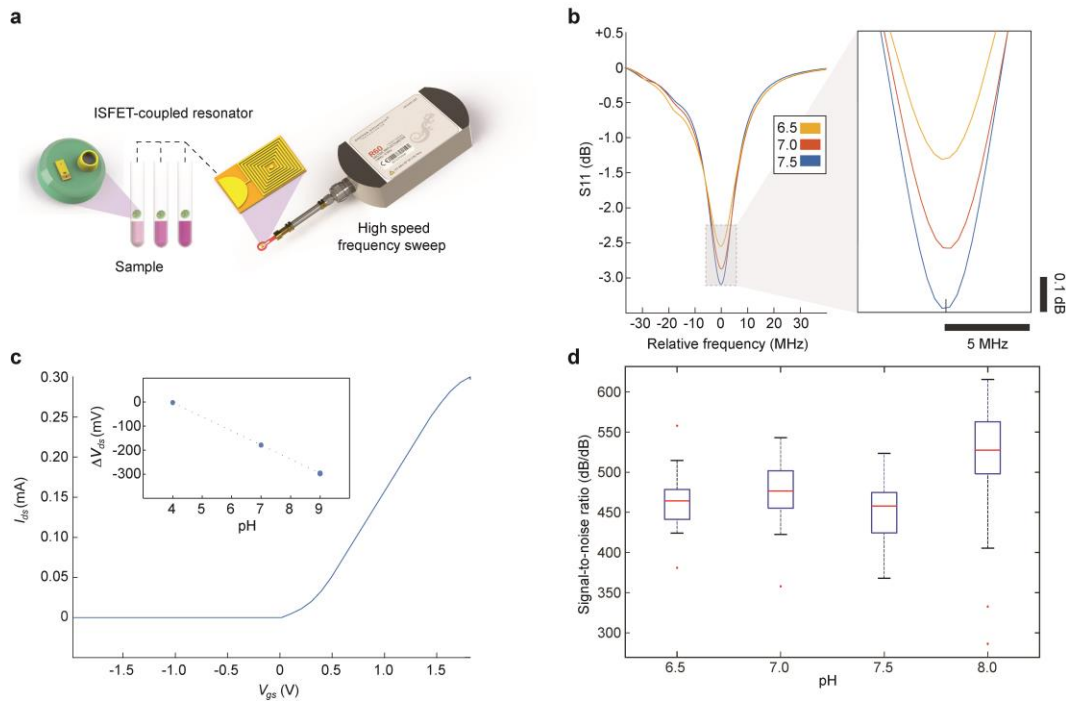 a
ISFET-coupled resonator
R60
High speed
frequency sweep
Sample
b
+0.5
0
-0.5
-1.0
-1.5
-2.0
-2.5
-3.0
S11 (dB)
6.5
7.0
7.5
-30 -20 -10 0 10 20 30
Relative frequency (MHz)
0.1 dB
5 MHz
c
0.30
0.25
0.20
0.15
0.10
0.05
0
Ids (mA)
0
-100
-200
-300
ΔVds (mV)
4 5 6 7 8 9
pH
-1.5 -1.0 -0.5 0 0.5 1.0 1.5
Vgs (V)
d
600
550
500
450
400
350
300
Signal-to-noise ratio (dB/dB)
6.5 7.0 7.5 8.0
pH